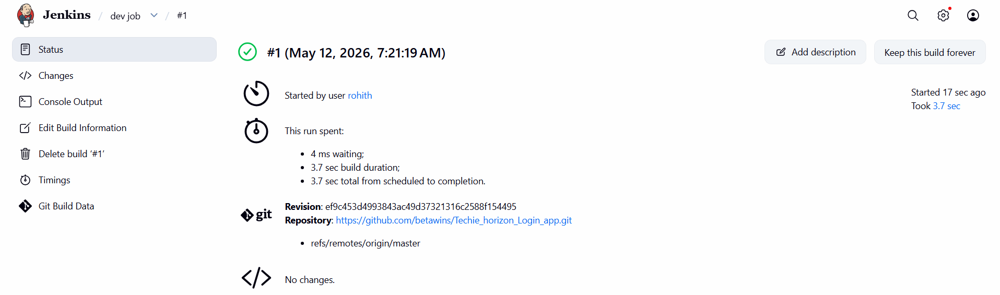 Jenkins / dev job / #1
Status
Changes
Console Output
Edit Build Information
Delete build ‘#1’
Timings
Git Build Data
#1 (May 12, 2026, 7:21:19 AM)
Add description
Keep this build forever
Started by user rohith
Started 17 sec ago
Took 3.7 sec
This run spent:
• 4 ms waiting;
• 3.7 sec build duration;
• 3.7 sec total from scheduled to completion.
git
Revision: ef9c453d4993843ac49d37321316c2588f154495
Repository: https://github.com/betawins/Techie_horizon_Login_app.git
• refs/remotes/origin/master
No changes.